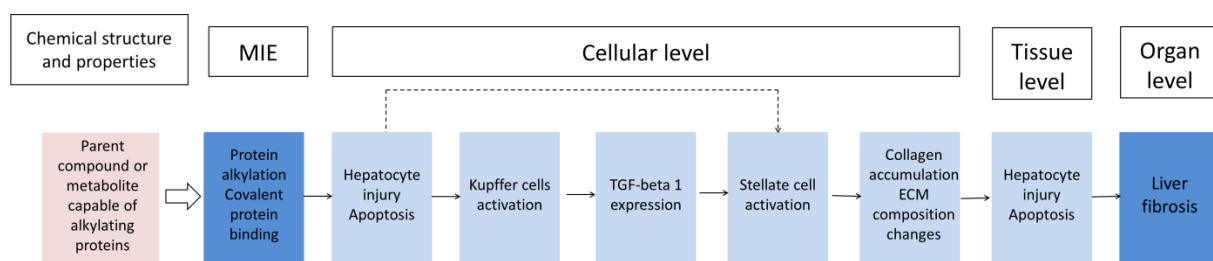 Chemical structure
and properties
MIE
Cellular level
Tissue
level
Organ
level
Parent
compound or
metabolite
capable of
alkylating
proteins
Protein
alkylation
Covalent
protein
binding
Hepatocyte
injury
Apoptosis
Kupffer cells
activation
TGF-beta 1
expression
Stellate cell
activation
Collagen
accumulation
ECM
composition
changes
Hepatocyte
injury
Apoptosis
Liver
fibrosis